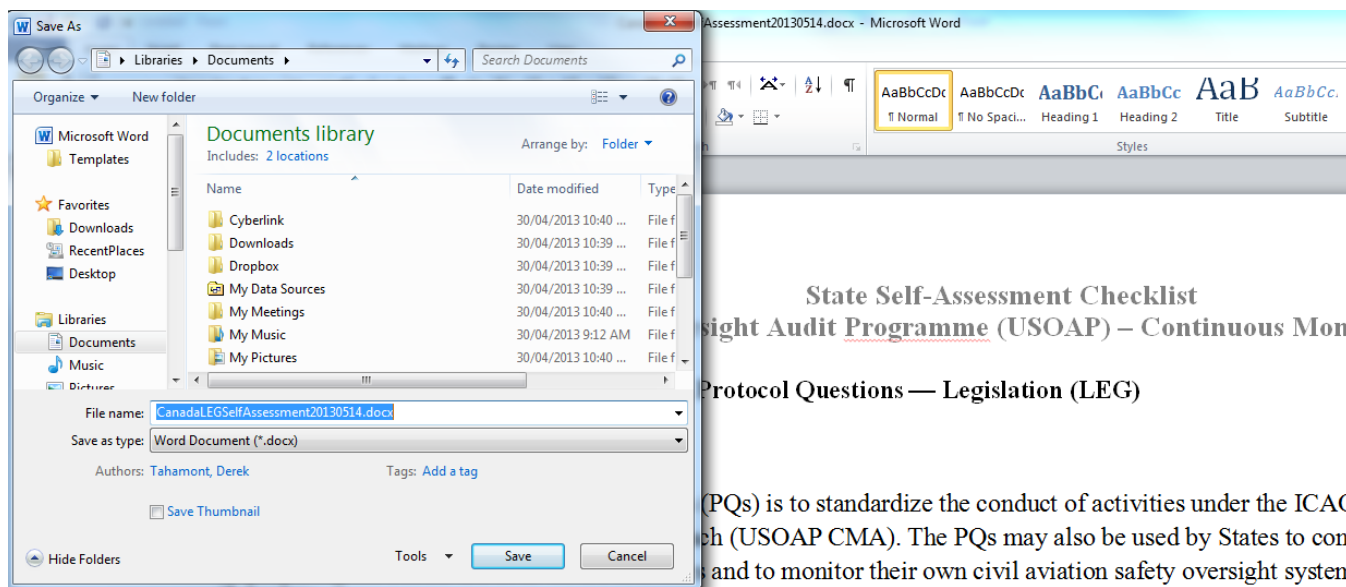 Save As
Assessment20130514.docx - Microsoft Word
Libraries Documents
Search Documents
Organize New folder
Microsoft Word
Templates
Favorites
Downloads
RecentPlaces
Desktop
Libraries
Documents
Music
Pictures
Documents library
Includes: 2 locations
Arrange by: Folder
Name Date modified Type
Cyberlink 30/04/2013 10:40 ... File f
Downloads 30/04/2013 10:39 ... File f
Dropbox 30/04/2013 10:39 ... File f
My Data Sources 30/04/2013 10:39 ... File f
My Meetings 30/04/2013 10:40 ... File f
My Music 30/04/2013 9:12 AM File f
My Pictures 30/04/2013 10:40 ... File f
File name: CanadaLEGSelfAssessment20130514.docx
Save as type: Word Document (*.docx)
Authors: Tahamont, Derek Tags: Add a tag
Save Thumbnail
Hide Folders Tools Save Cancel
AaBbCcDc AaBbCcDc AaBbC AaBbCc AaB AaBbCc.
¶ Normal ¶ No Spaci... Heading 1 Heading 2 Title Subtitle
Styles
State Self-Assessment Checklist
sight Audit Programme (USOAP) – Continuous Mon
Protocol Questions — Legislation (LEG)
(PQs) is to standardize the conduct of activities under the ICAO
ch (USOAP CMA). The PQs may also be used by States to con
s and to monitor their own civil aviation safety oversight system